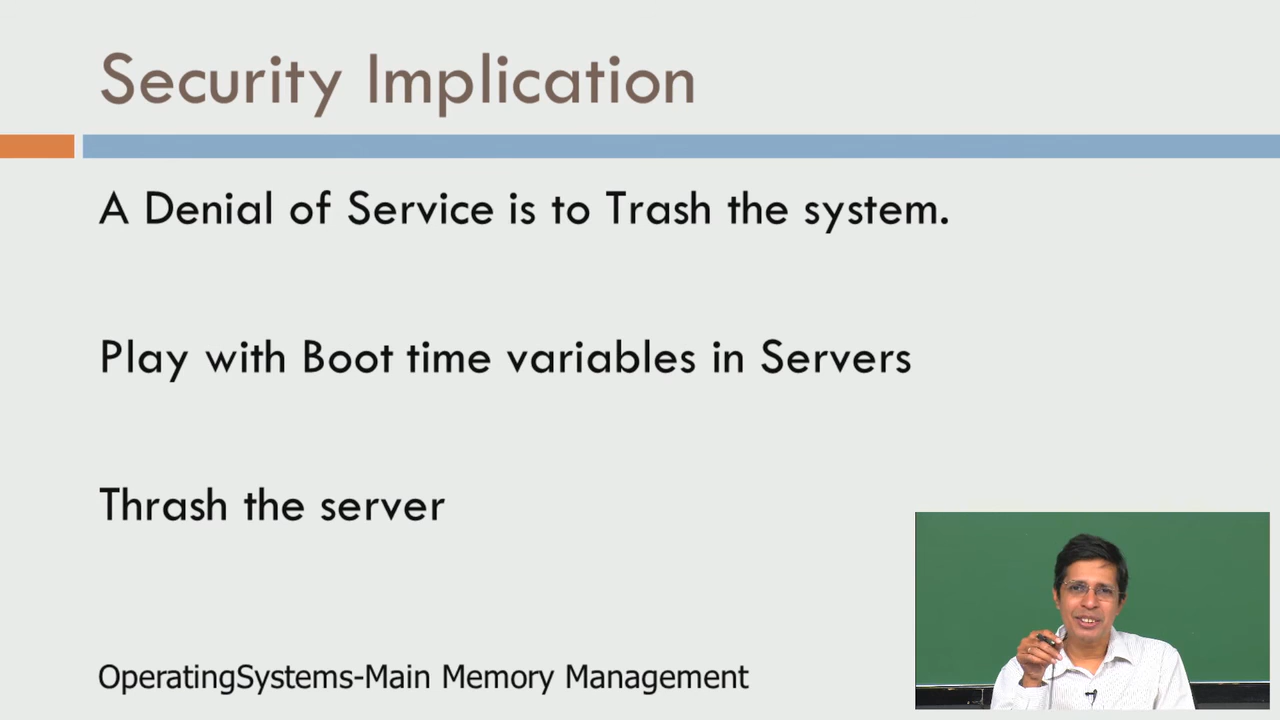 Security Implication
A Denial of Service is to Trash the system.
Play with Boot time variables in Servers
Thrash the server
OperatingSystems-Main Memory Management